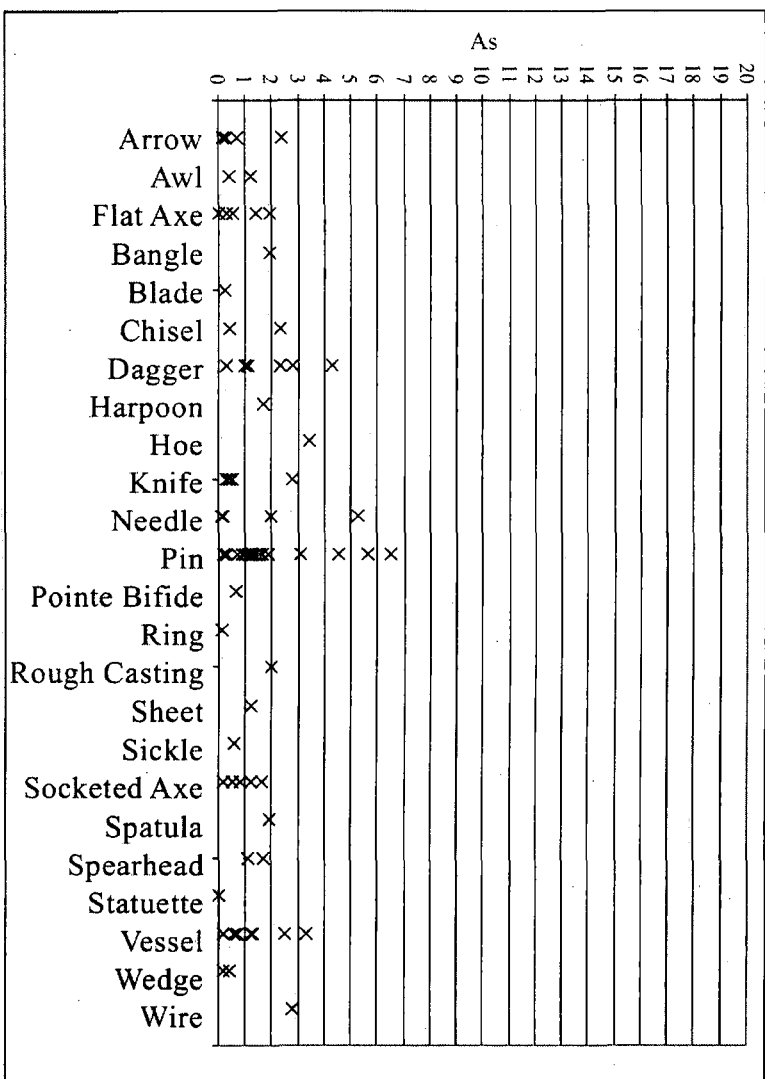 As
0 1 2 3 4 5 6 7 8 9 10 11 12 13 14 15 16 17 18 19 20
Arrow
Awl
Flat Axe
Bangle
Blade
Chisel
Dagger
Harpoon
Hoe
Knife
Needle
Pin
Pointe Bifide
Ring
Rough Casting
Sheet
Sickle
Socketed Axe
Spatula
Spearhead
Statuette
Vessel
Wedge
Wire